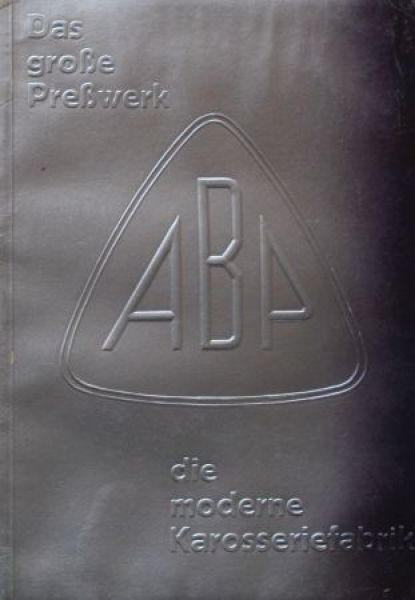 Das
große
Preßwerk
ABP
die
moderne
Karosseriefabrik